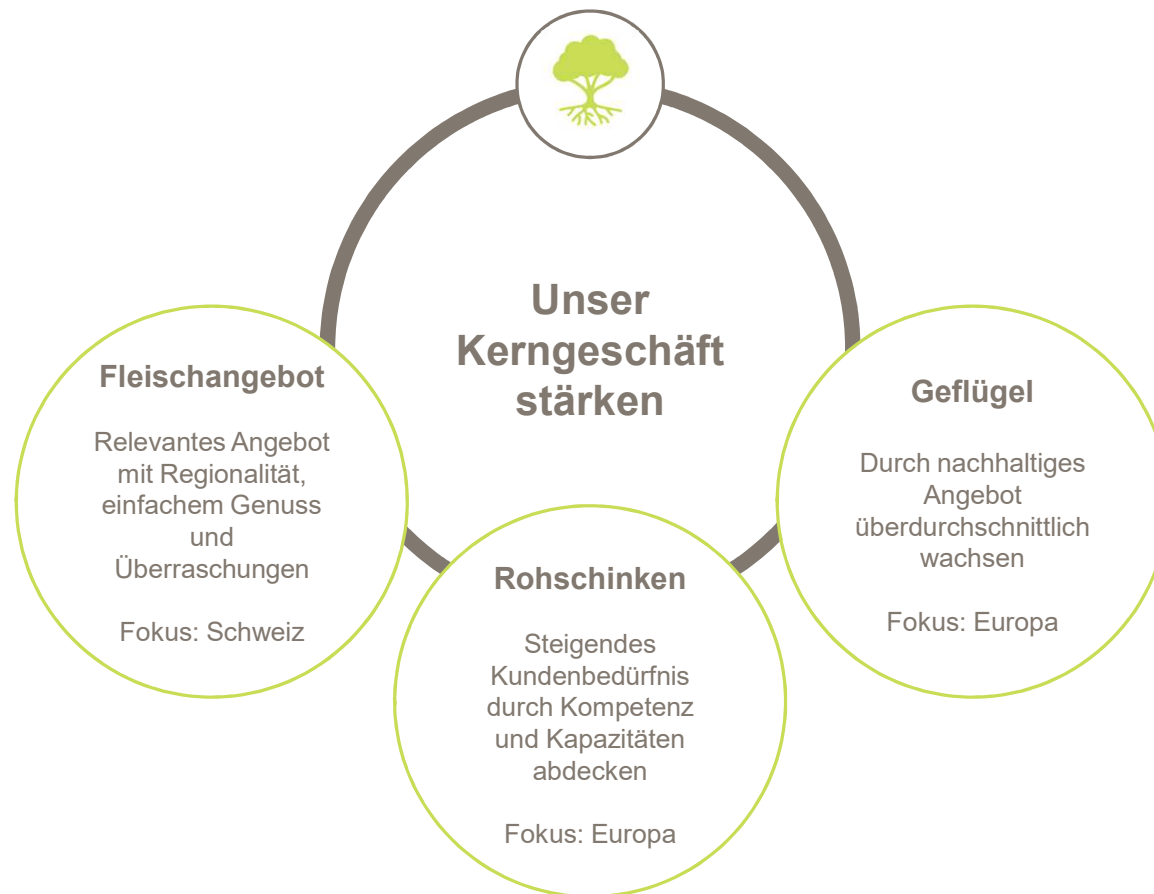 Unser
Kerngeschäft
stärken
Fleischangebot
Relevantes Angebot
mit Regionalität,
einfachem Genuss
und
Überraschungen
Fokus: Schweiz
Rohschinken
Steigendes
Kundenbedürfnis
durch Kompetenz
und Kapazitäten
abdecken
Fokus: Europa
Geflügel
Durch nachhaltiges
Angebot
überdurchschnittlich
wachsen
Fokus: Europa